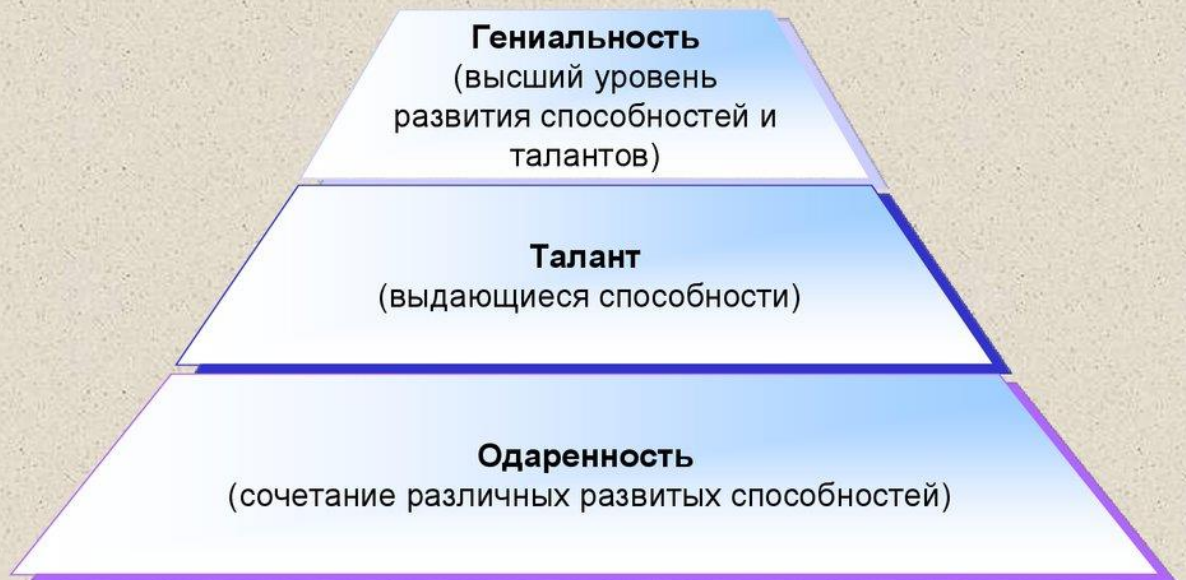 Гениальность
(высший уровень
развития способностей и
талантов)
Талант
(выдающиеся способности)
Одаренность
(сочетание различных развитых способностей)